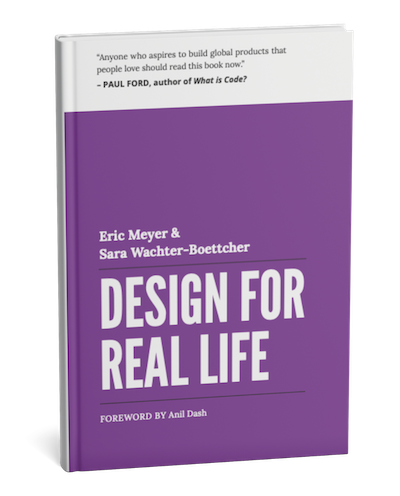 “Anyone who aspires to build global products that
people love should read this book now.”
– PAUL FORD, author of What is Code?
Eric Meyer &
Sara Wachter-Boettcher
DESIGN FOR
REAL LIFE
FOREWORD BY Anil Dash